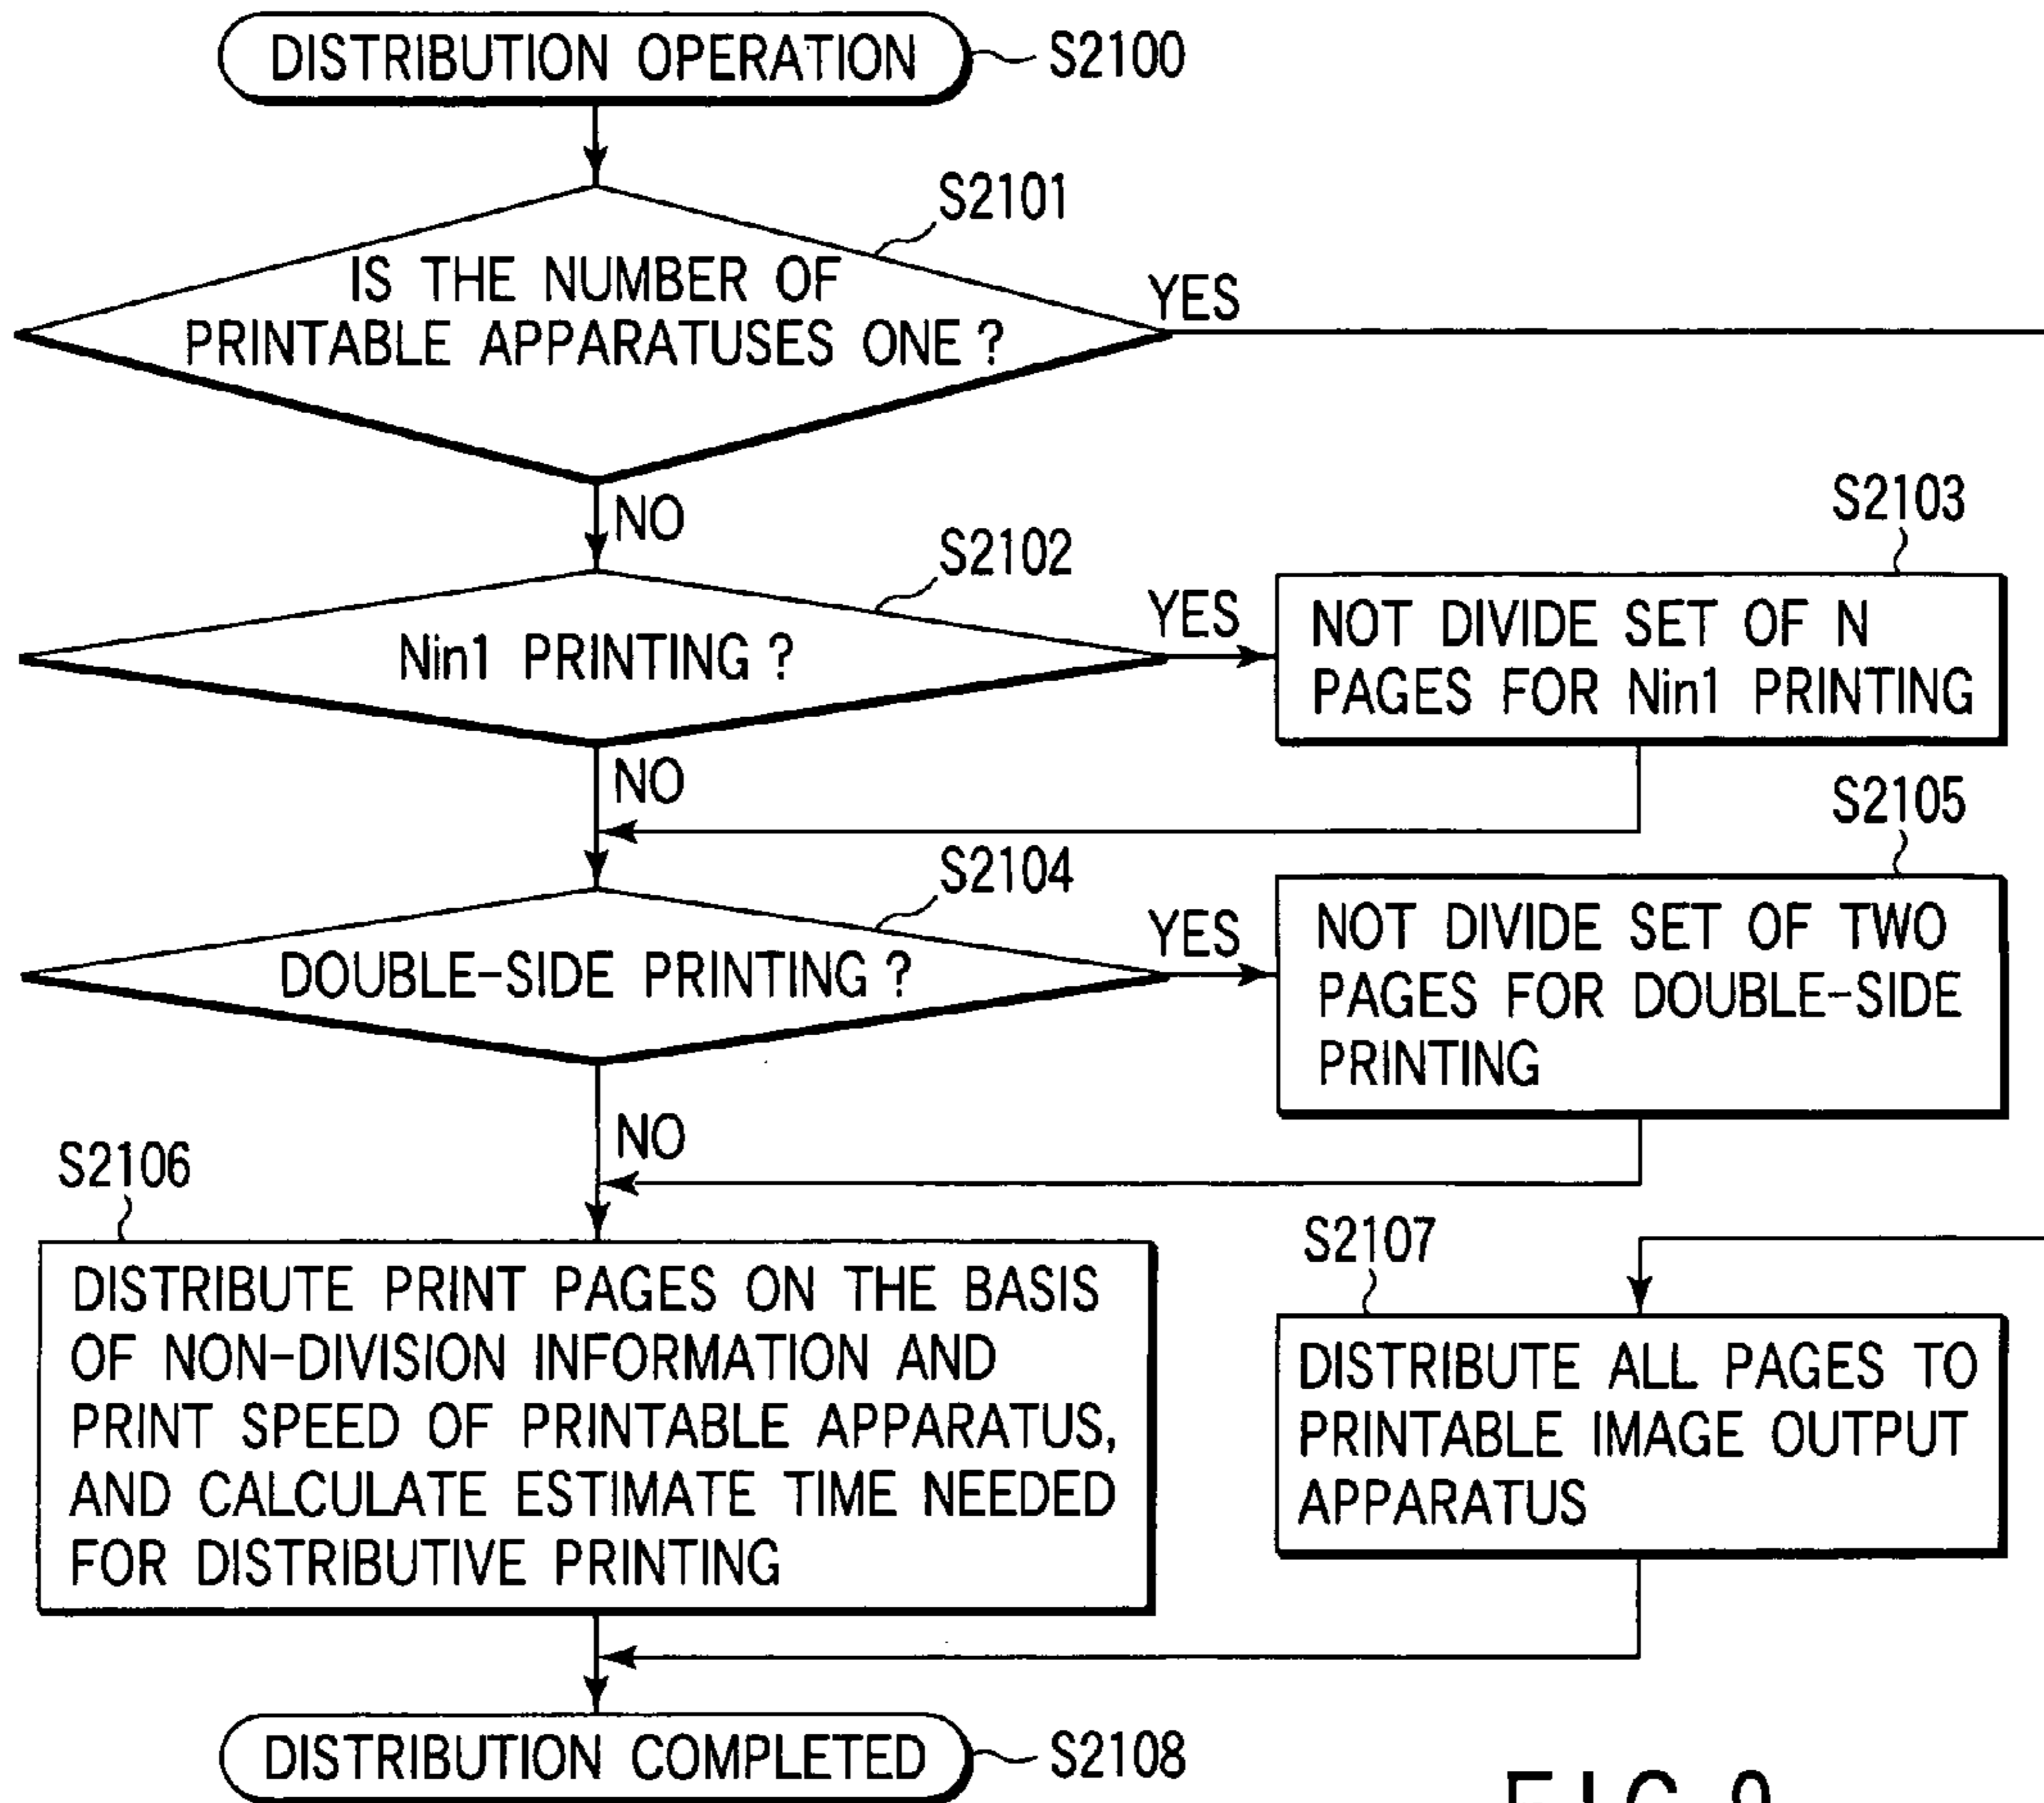 DISTRIBUTION OPERATION
S2100
S2101
IS THE NUMBER OF
PRINTABLE APPARATUSES ONE?
YES
NO
S2102
Nin1 PRINTING?
YES
S2103
NOT DIVIDE SET OF N
PAGES FOR Nin1 PRINTING
NO
S2104
DOUBLE-SIDE PRINTING?
YES
S2105
NOT DIVIDE SET OF TWO
PAGES FOR DOUBLE-SIDE
PRINTING
NO
S2106
DISTRIBUTE PRINT PAGES ON THE BASIS
OF NON-DIVISION INFORMATION AND
PRINT SPEED OF PRINTABLE APPARATUS,
AND CALCULATE ESTIMATE TIME NEEDED
FOR DISTRIBUTIVE PRINTING
S2107
DISTRIBUTE ALL PAGES TO
PRINTABLE IMAGE OUTPUT
APPARATUS
DISTRIBUTION COMPLETED
S2108
FIG. 9